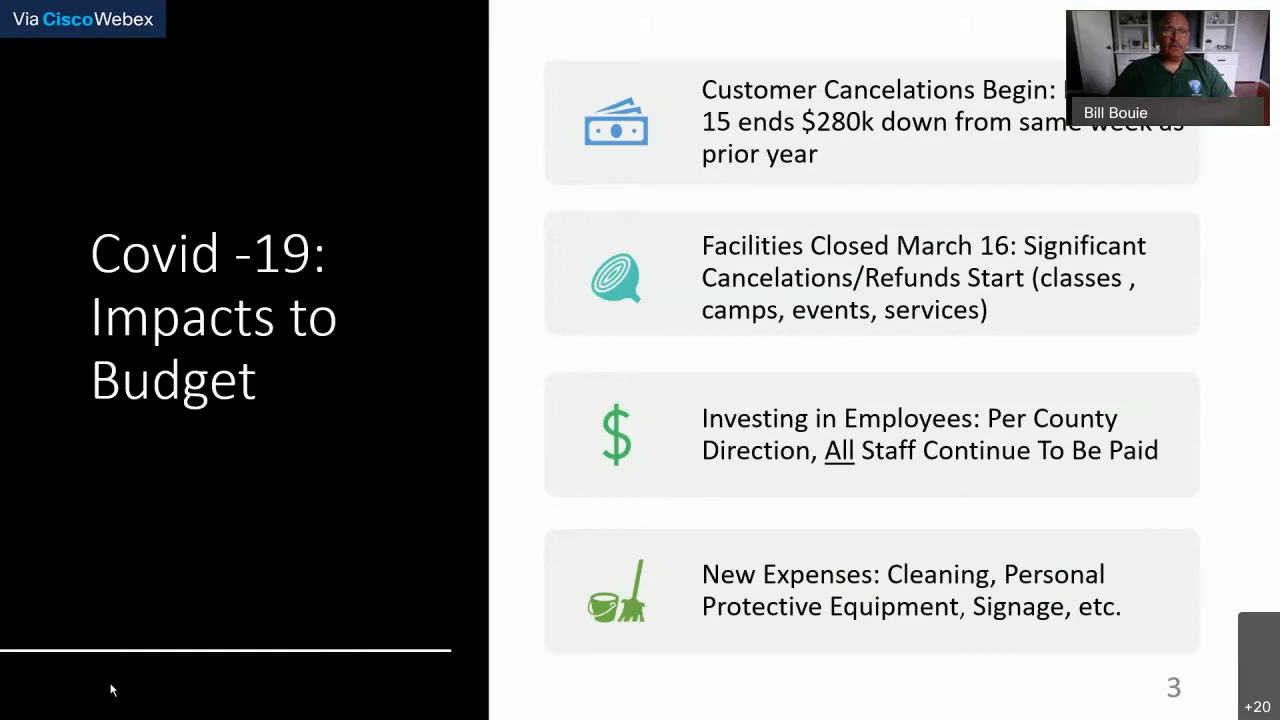 Via CiscoWebex
Covid -19:
Impacts to
Budget
Customer Cancelations Begin:
15 ends $280k down from same week as
prior year
Bill Bouie
Facilities Closed March 16: Significant
Cancelations/Refunds Start (classes ,
camps, events, services)
Investing in Employees: Per County
Direction, All Staff Continue To Be Paid
New Expenses: Cleaning, Personal
Protective Equipment, Signage, etc.
3
+20